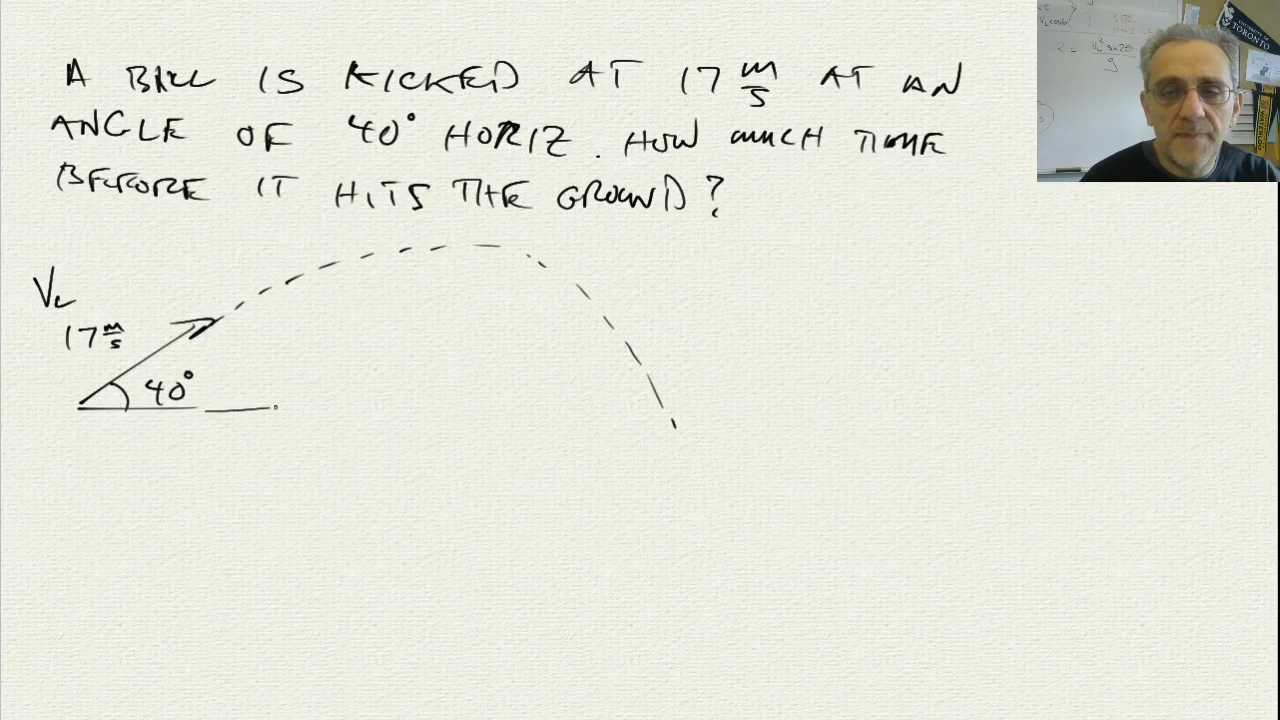 A BALL IS KICKED AT 17 m/s AT AN
ANGLE OF 40° HORIZ. HOW MUCH TIME
BEFORE IT HITS THE GROUND?
17 m/s
40°
TORONTO